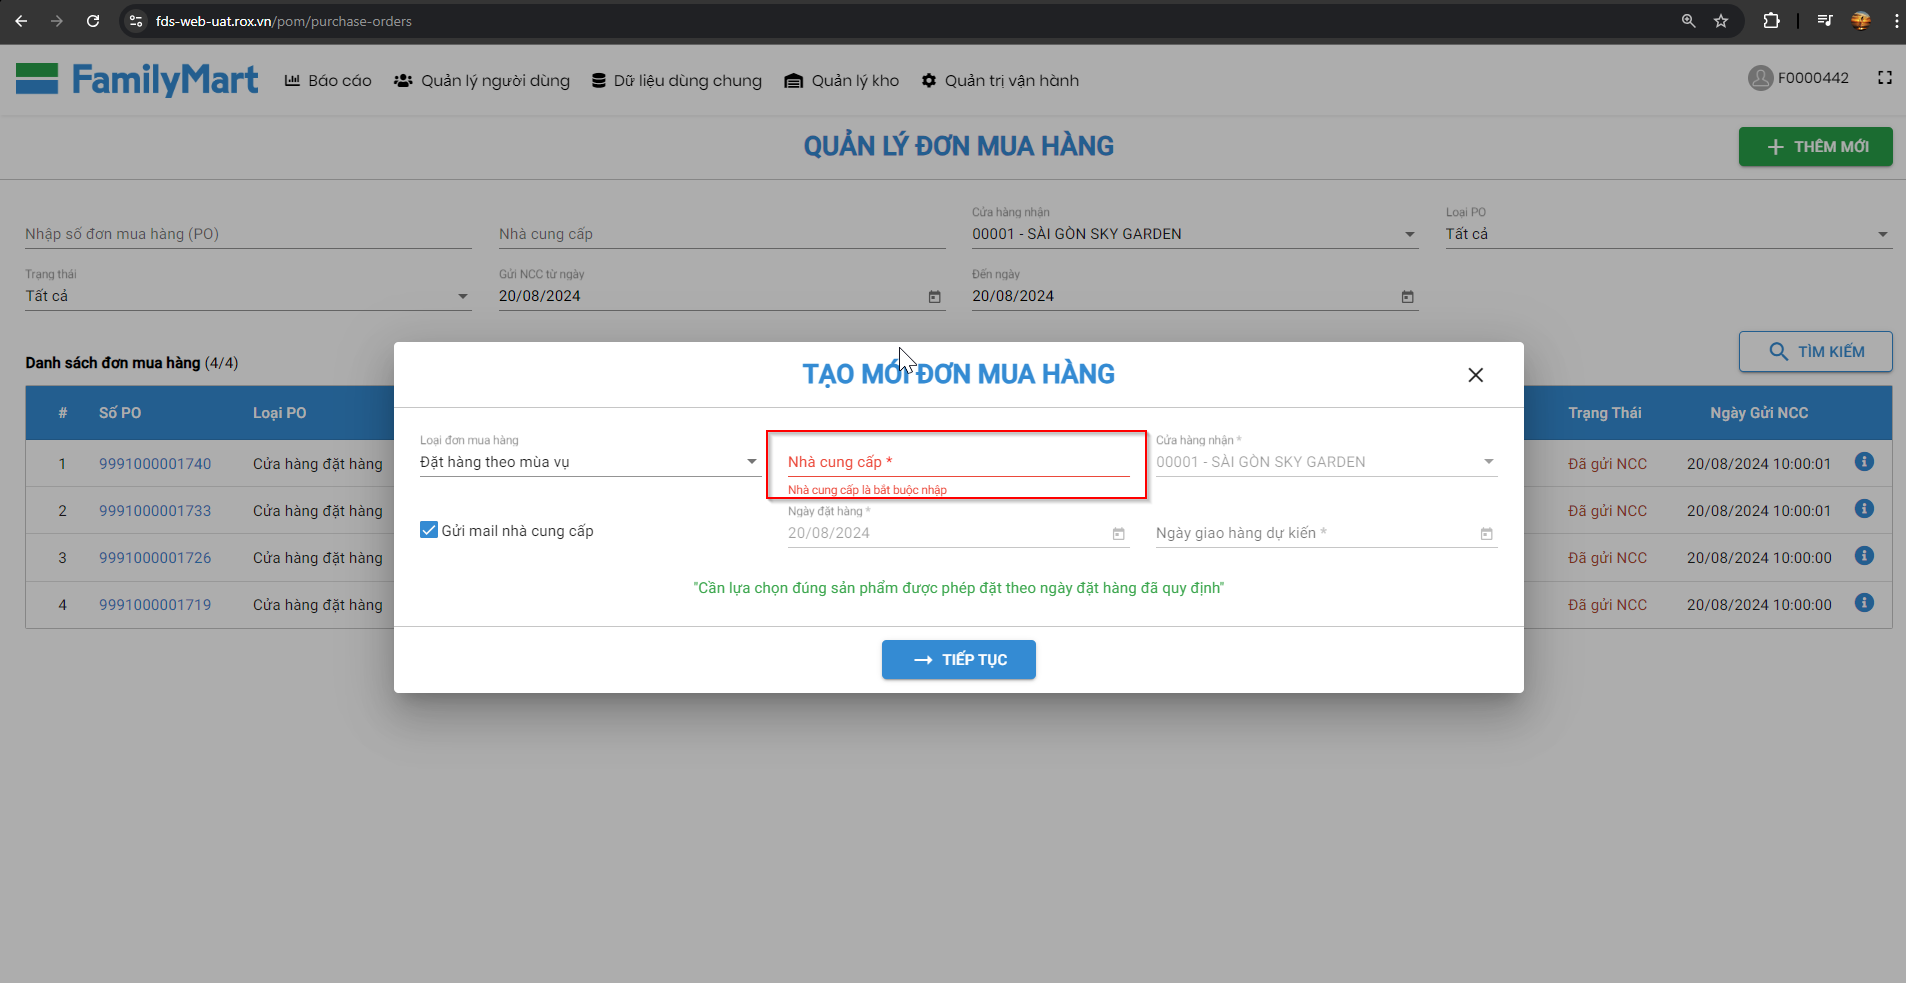 fds-web-uat.rox.vn/pom/purchase-orders
FamilyMart Báo cáo Quản lý người dùng Dữ liệu dùng chung Quản lý kho Quản trị vận hành F0000442
QUẢN LÝ ĐƠN MUA HÀNG THÊM MỚI
Cửa hàng nhận Loại PO
Nhập số đơn mua hàng (PO) Nhà cung cấp 00001 - SÀI GÒN SKY GARDEN Tất cả
Trạng thái Gửi NCC từ ngày Đến ngày
Tất cả 20/08/2024 20/08/2024
Danh sách đơn mua hàng (4/4) TÌM KIẾM
# Số PO Loại PO Trạng Thái Ngày Gửi NCC
1 9991000001740 Cửa hàng đặt hàng Đã gửi NCC 20/08/2024 10:00:01
2 9991000001733 Cửa hàng đặt hàng Đã gửi NCC 20/08/2024 10:00:01
3 9991000001726 Cửa hàng đặt hàng Đã gửi NCC 20/08/2024 10:00:00
4 9991000001719 Cửa hàng đặt hàng Đã gửi NCC 20/08/2024 10:00:00
TẠO MỚI ĐƠN MUA HÀNG
Loại đơn mua hàng Cửa hàng nhận *
Đặt hàng theo mùa vụ Nhà cung cấp * 00001 - SÀI GÒN SKY GARDEN
Nhà cung cấp là bắt buộc nhập
Ngày đặt hàng *
Gửi mail nhà cung cấp 20/08/2024 Ngày giao hàng dự kiến *
"Cần lựa chọn đúng sản phẩm được phép đặt theo ngày đặt hàng đã quy định"
TIẾP TỤC